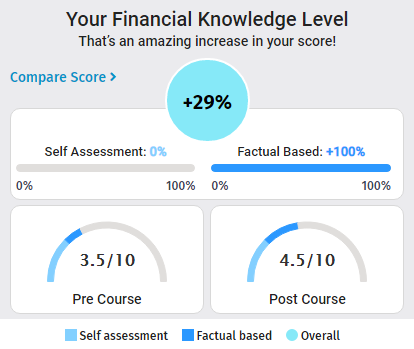 Your Financial Knowledge Level
That's an amazing increase in your score!
Compare Score >
+29%
Self Assessment: 0%
Factual Based: +100%
0% 100%
0% 100%
3.5/10
Pre Course
4.5/10
Post Course
Self assessment Factual based Overall